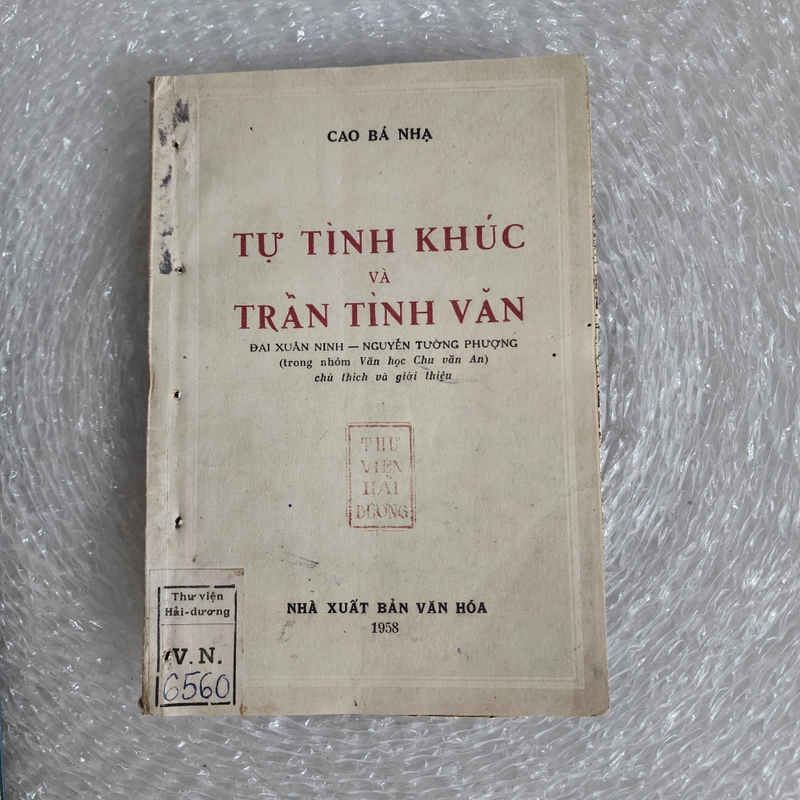 CAO BÁ NHẠ
TỰ TÌNH KHÚC
VÀ
TRẦN TÌNH VĂN
ĐÁI XUÂN NINH — NGUYỄN TƯỜNG PHƯỢNG
(trong nhóm Văn học Chu văn An)
chú thích và giới thiệu
THƯ
VIỆN
HẢI
DƯƠNG
NHÀ XUẤT BẢN VĂN HÓA
1958
Thư viện
Hải-dương
V.N.
6560